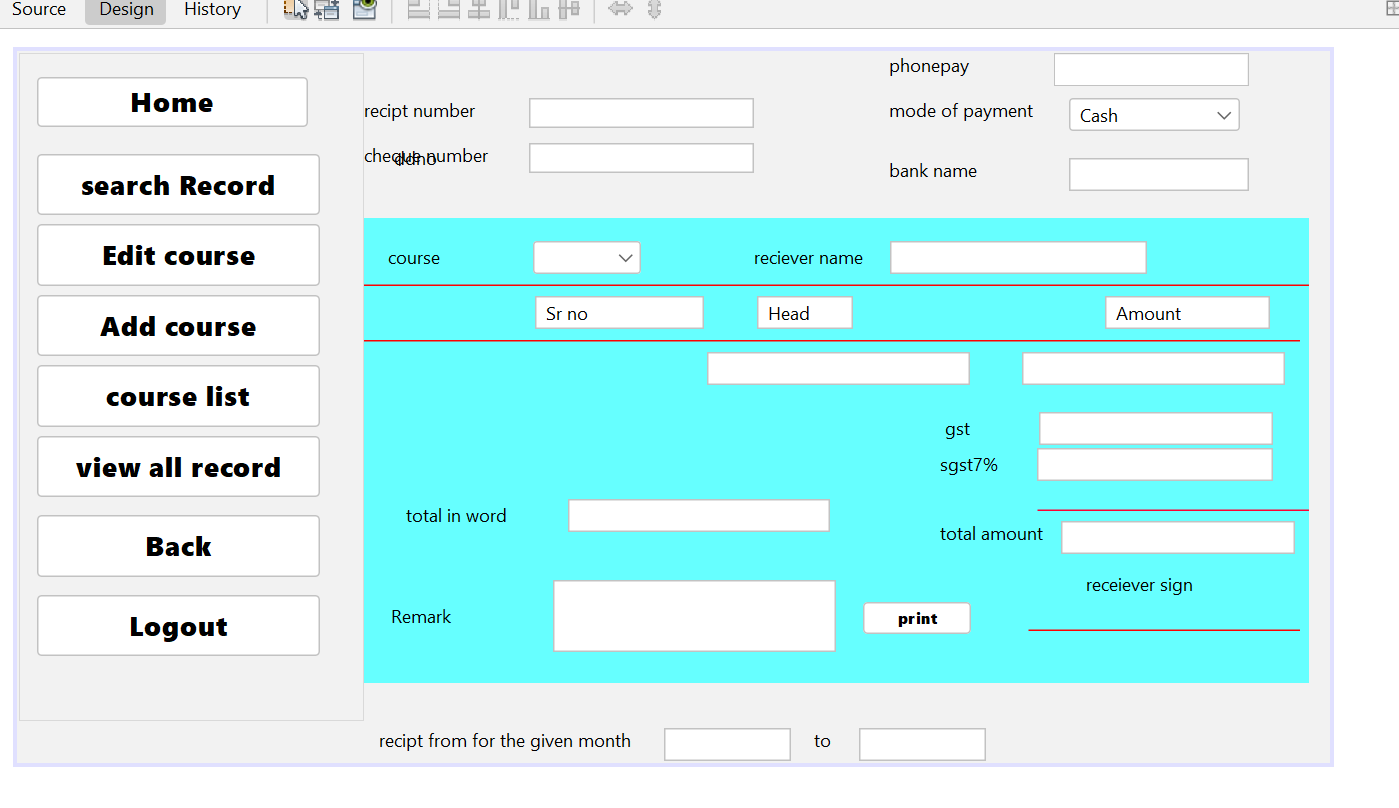 Source Design History
Home
search Record
Edit course
Add course
course list
view all record
Back
Logout
phonepay
recipt number
mode of payment Cash
cheque number
ddno
bank name
course
reciever name
Sr no Head Amount
gst
sgst7%
total in word
total amount
receiever sign
Remark
print
recipt from for the given month to